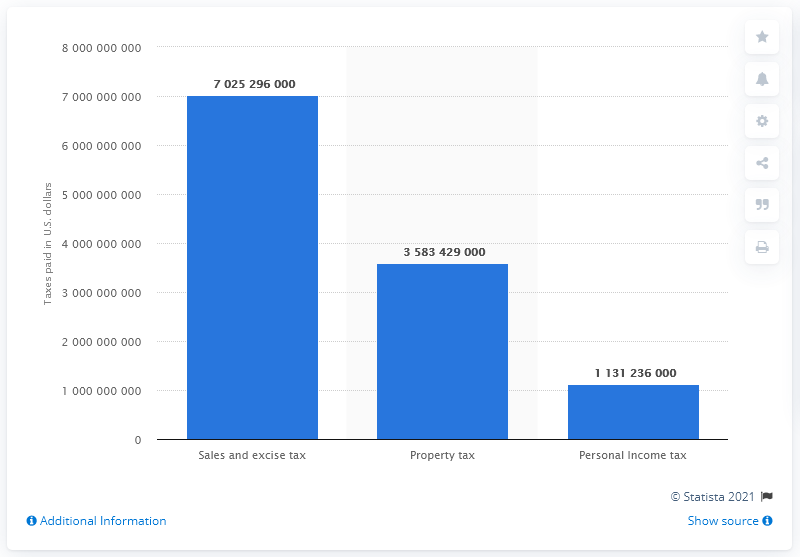 8 000 000 000
7 000 000 000
6 000 000 000
5 000 000 000
4 000 000 000
3 000 000 000
2 000 000 000
1 000 000 000
0
Taxes paid in U.S. dollars
7 025 296 000
3 583 429 000
1 131 236 000
Sales and excise tax
Property tax
Personal Income tax
© Statista 2021
Additional Information
Show source